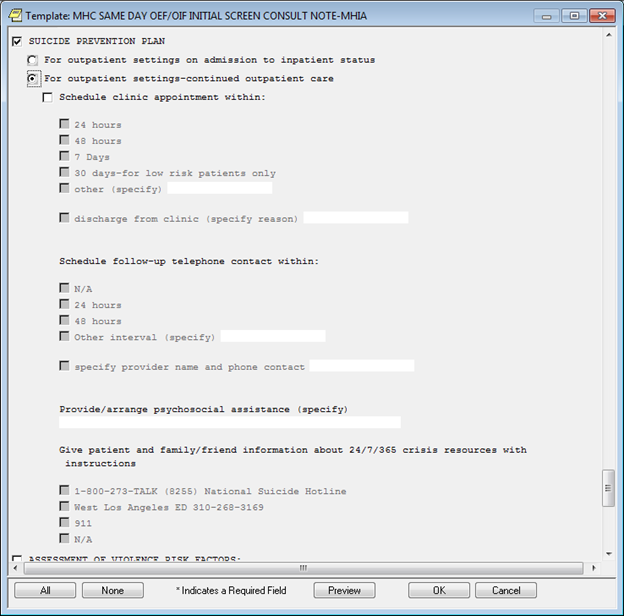 Template: MHC SAME DAY OEF/OIF INITIAL SCREEN CONSULT NOTE-MHIA
SUICIDE PREVENTION PLAN
For outpatient settings on admission to inpatient status
For outpatient settings-continued outpatient care
Schedule clinic appointment within:
24 hours
48 hours
7 Days
30 days-for low risk patients only
other (specify)
discharge from clinic (specify reason)
Schedule follow-up telephone contact within:
N/A
24 hours
48 hours
Other interval (specify)
specify provider name and phone contact
Provide/arrange psychosocial assistance (specify)
Give patient and family/friend information about 24/7/365 crisis resources with
instructions
1-800-273-TALK (8255) National Suicide Hotline
West Los Angeles ED 310-268-3169
911
N/A
ASSESSMENT OF VIOLENCE RISK FACTORS:
All None * Indicates a Required Field Preview OK Cancel